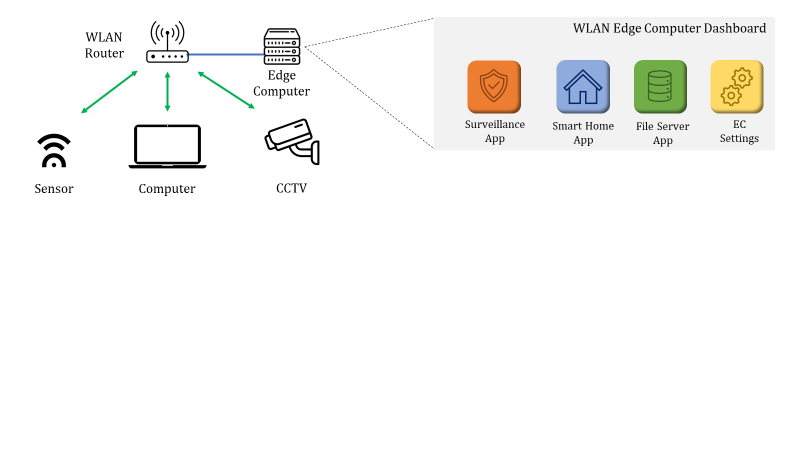 WLAN Edge Computer Dashboard
WLAN
Router
Edge
Computer
Surveillance
App
Smart Home
App
File Server
App
EC
Settings
Sensor
Computer
CCTV